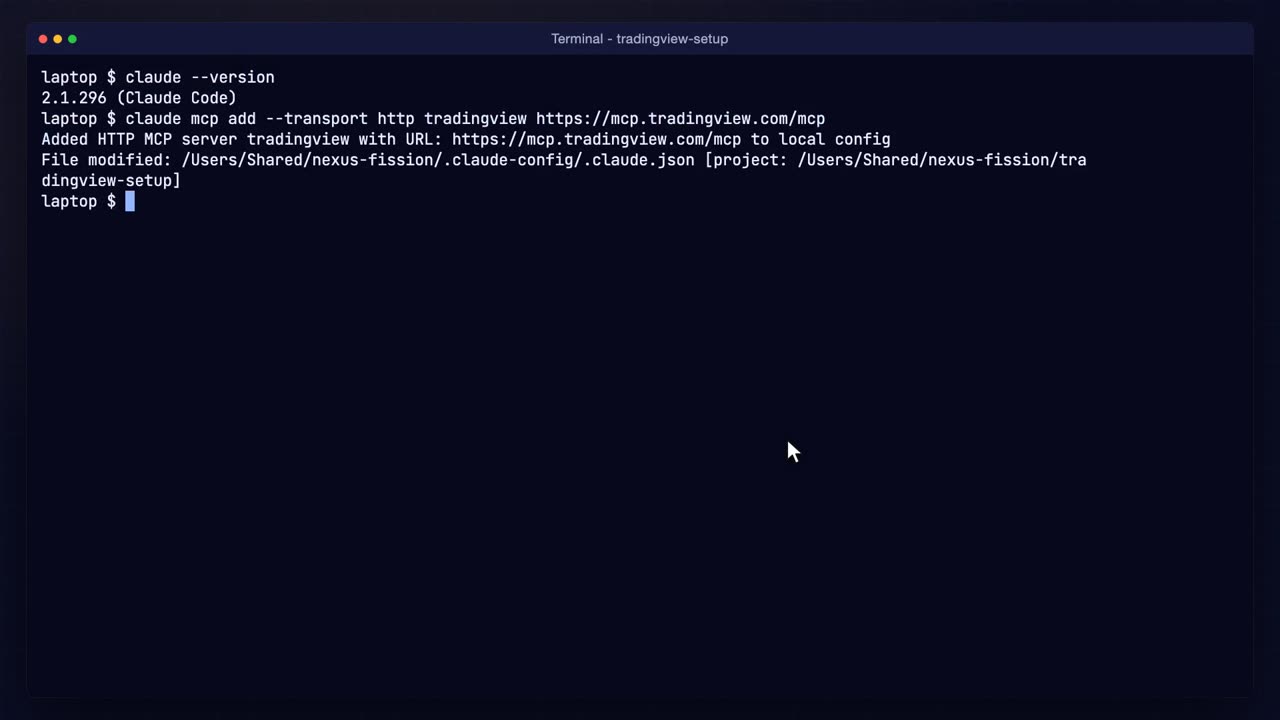 Terminal - tradingview-setup
laptop $ claude --version
2.1.296 (Claude Code)
laptop $ claude mcp add --transport http tradingview https://mcp.tradingview.com/mcp
Added HTTP MCP server tradingview with URL: https://mcp.tradingview.com/mcp to local config
File modified: /Users/Shared/nexus-fission/.claude-config/.claude.json [project: /Users/Shared/nexus-fission/tra
dingview-setup]
laptop $